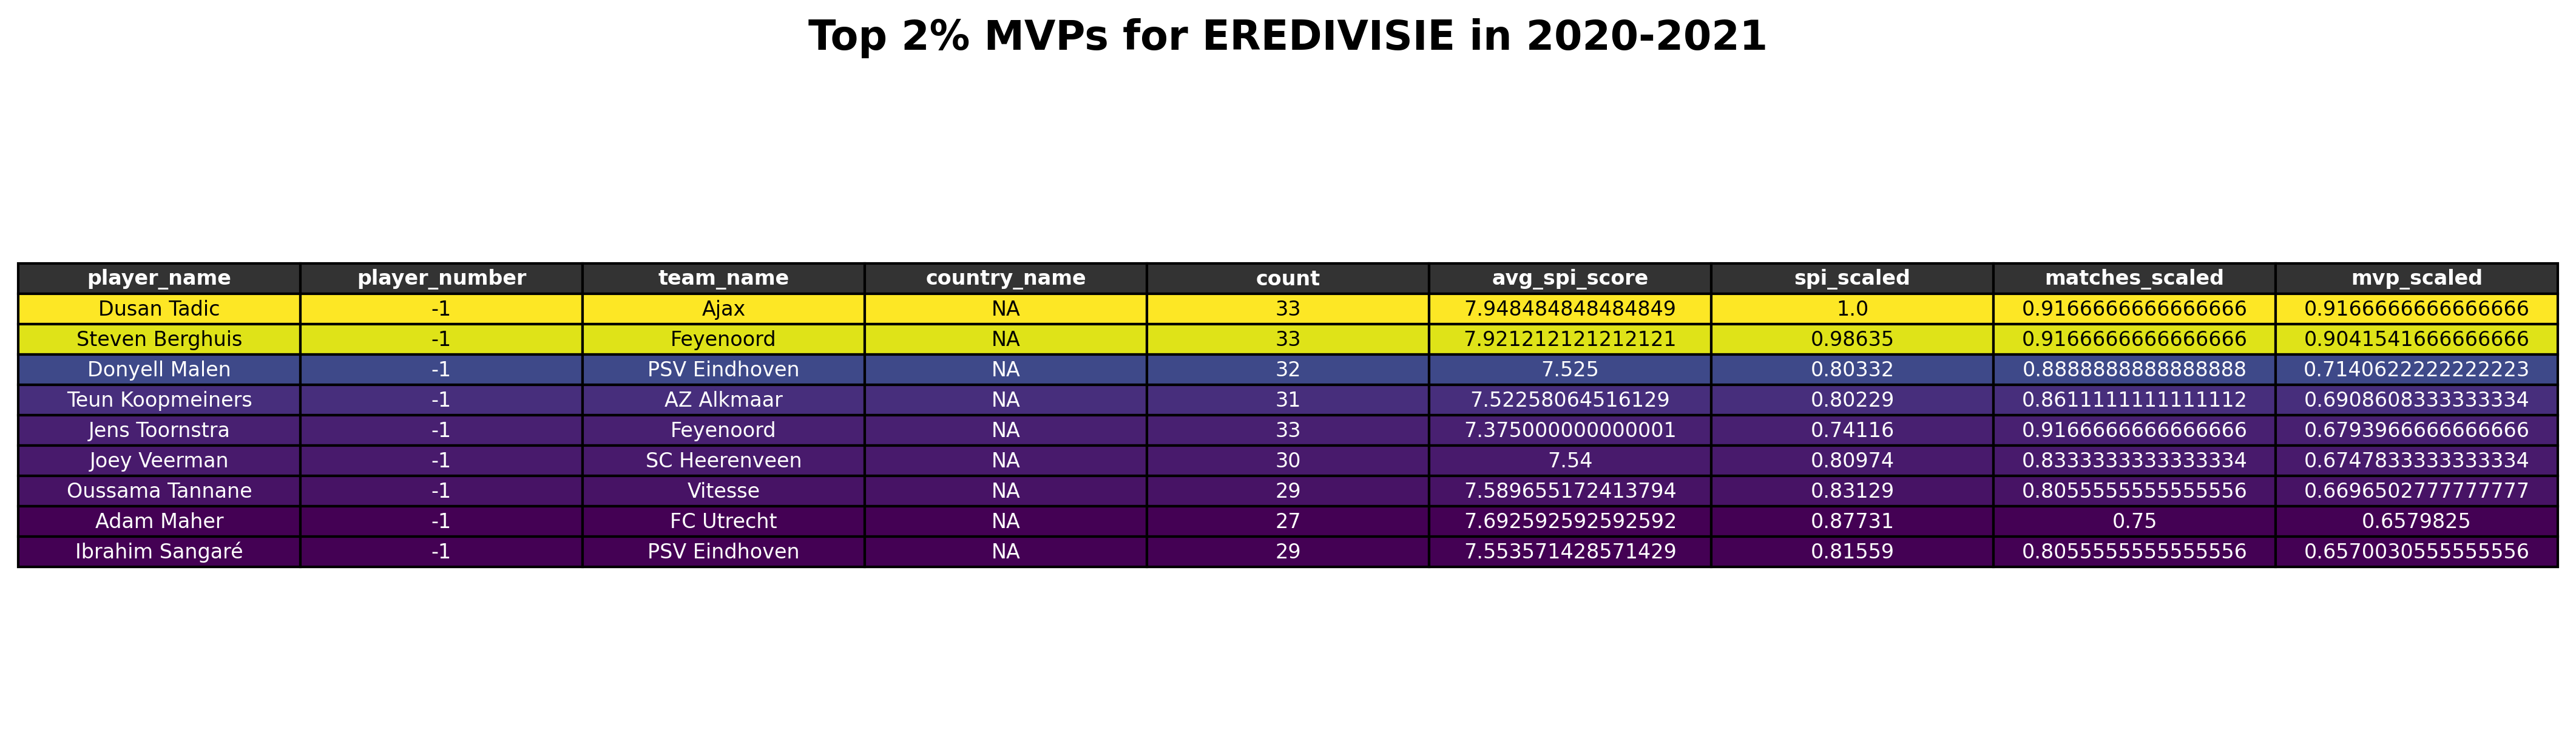 Top 2% MVPs for EREDIVISIE in 2020-2021
player_name player_number team_name country_name count avg_spi_score spi_scaled matches_scaled mvp_scaled
Dusan Tadic -1 Ajax NA 33 7.948484848484849 1.0 0.9166666666666666 0.9166666666666666
Steven Berghuis -1 Feyenoord NA 33 7.921212121212121 0.98635 0.9166666666666666 0.9041541666666666
Donyell Malen -1 PSV Eindhoven NA 32 7.525 0.80332 0.8888888888888888 0.7140622222222223
Teun Koopmeiners -1 AZ Alkmaar NA 31 7.52258064516129 0.80229 0.8611111111111112 0.6908608333333334
Jens Toornstra -1 Feyenoord NA 33 7.375000000000001 0.74116 0.9166666666666666 0.6793966666666666
Joey Veerman -1 SC Heerenveen NA 30 7.54 0.80974 0.8333333333333334 0.6747833333333334
Oussama Tannane -1 Vitesse NA 29 7.589655172413794 0.83129 0.8055555555555556 0.6696502777777777
Adam Maher -1 FC Utrecht NA 27 7.692592592592592 0.87731 0.75 0.6579825
Ibrahim Sangaré -1 PSV Eindhoven NA 29 7.553571428571429 0.81559 0.8055555555555556 0.6570030555555556